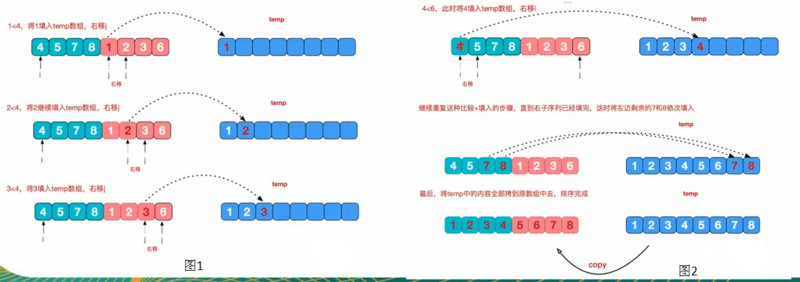 1<4，将1填入temp数组，右移j
temp
4 5 7 8 1 2 3 6
1
i
j
j
右移
2<4，将2继续填入temp数组，右移j
temp
4 5 7 8 1 2 3 6
1 2
i
j
j
右移
3<4，将3填入temp数组，右移j
temp
4 5 7 8 1 2 3 6
1 2 3
i
j
j
右移
图1
4<6，此时将4填入temp数组，右移i
temp
4 5 7 8 1 2 3 6
1 2 3 4
i
i
j
右移
继续重复这种比较+填入的步骤，直到右子序列已经填完，这时将左边剩余的7和8依次填入
temp
4 5 7 8 1 2 3 6
1 2 3 4 5 6 7 8
最后，将temp中的内容全部拷到原数组中去，排序完成
temp
1 2 3 4 5 6 7 8
1 2 3 4 5 6 7 8
copy
图2